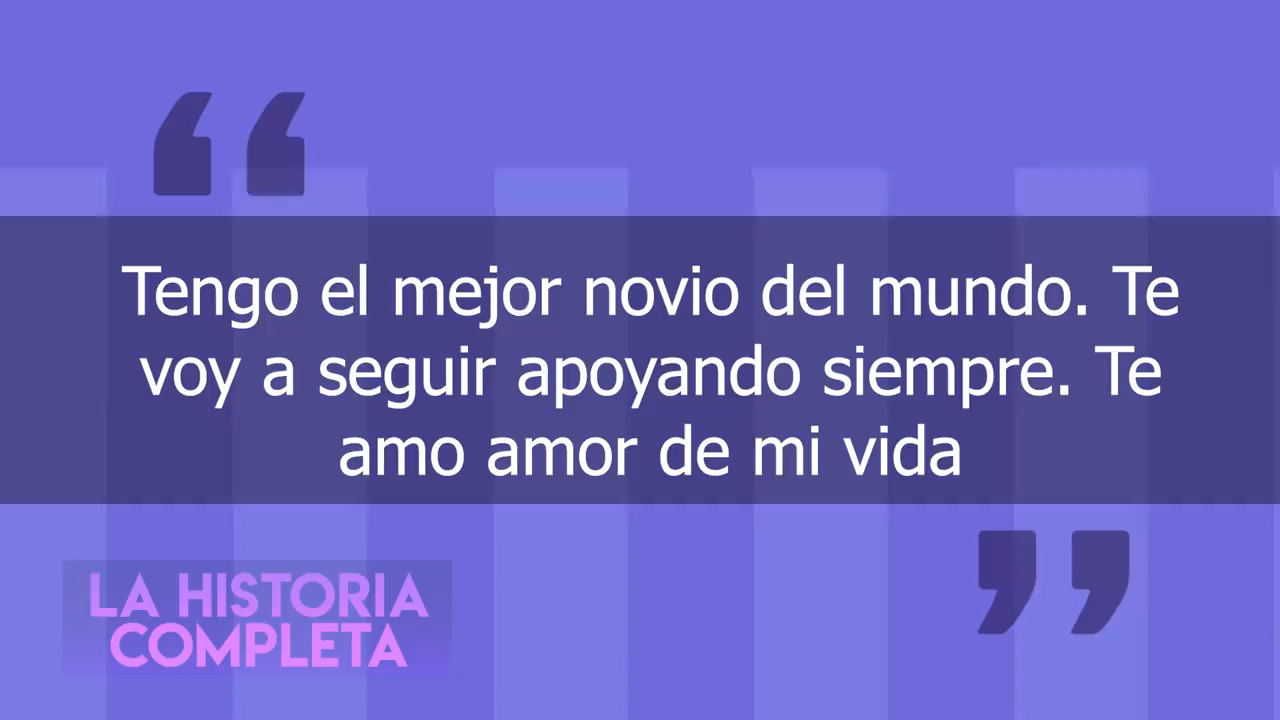 Tengo el mejor novio del mundo. Te
voy a seguir apoyando siempre. Te
amo amor de mi vida
LA HISTORIA
COMPLETA